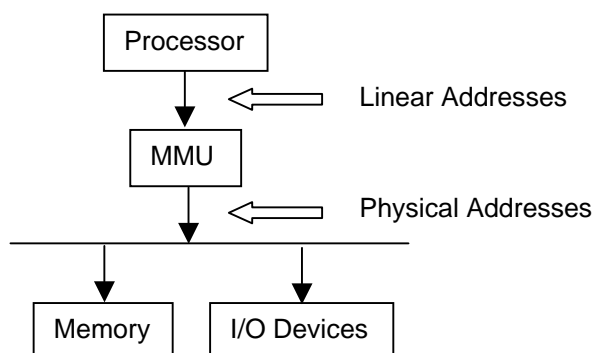 Processor
Linear Addresses
MMU
Physical Addresses
Memory
I/O Devices